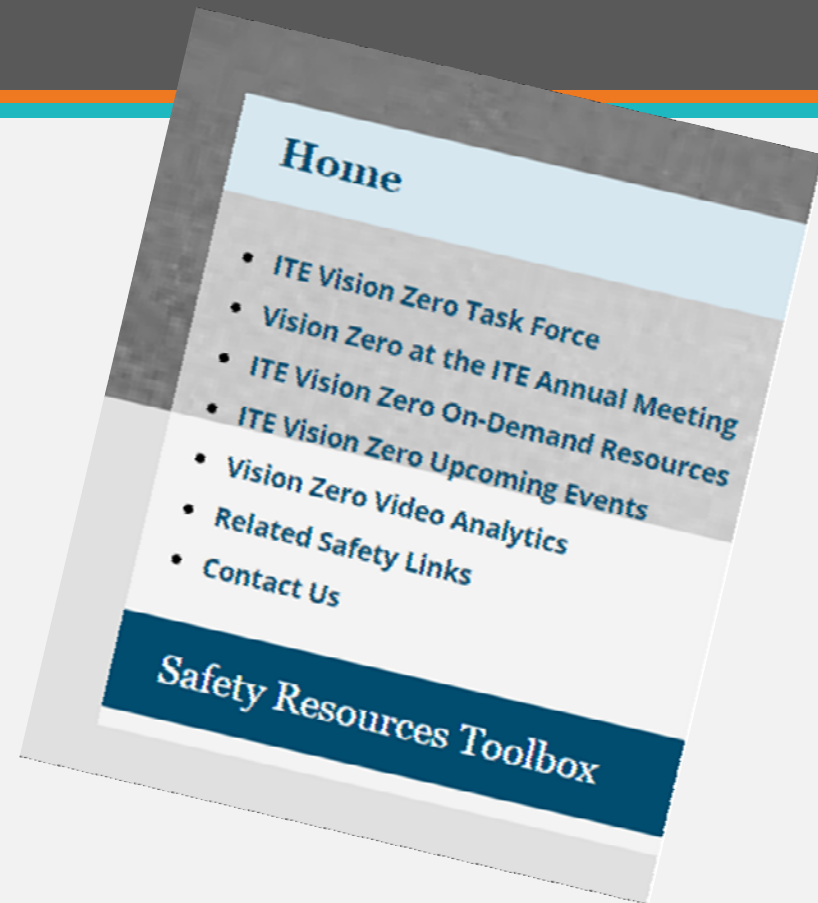 Home
ITE Vision Zero Task Force
Vision Zero at the ITE Annual Meeting
ITE Vision Zero On-Demand Resources
ITE Vision Zero Upcoming Events
Vision Zero Video Analytics
Related Safety Links
Contact Us
Safety Resources Toolbox